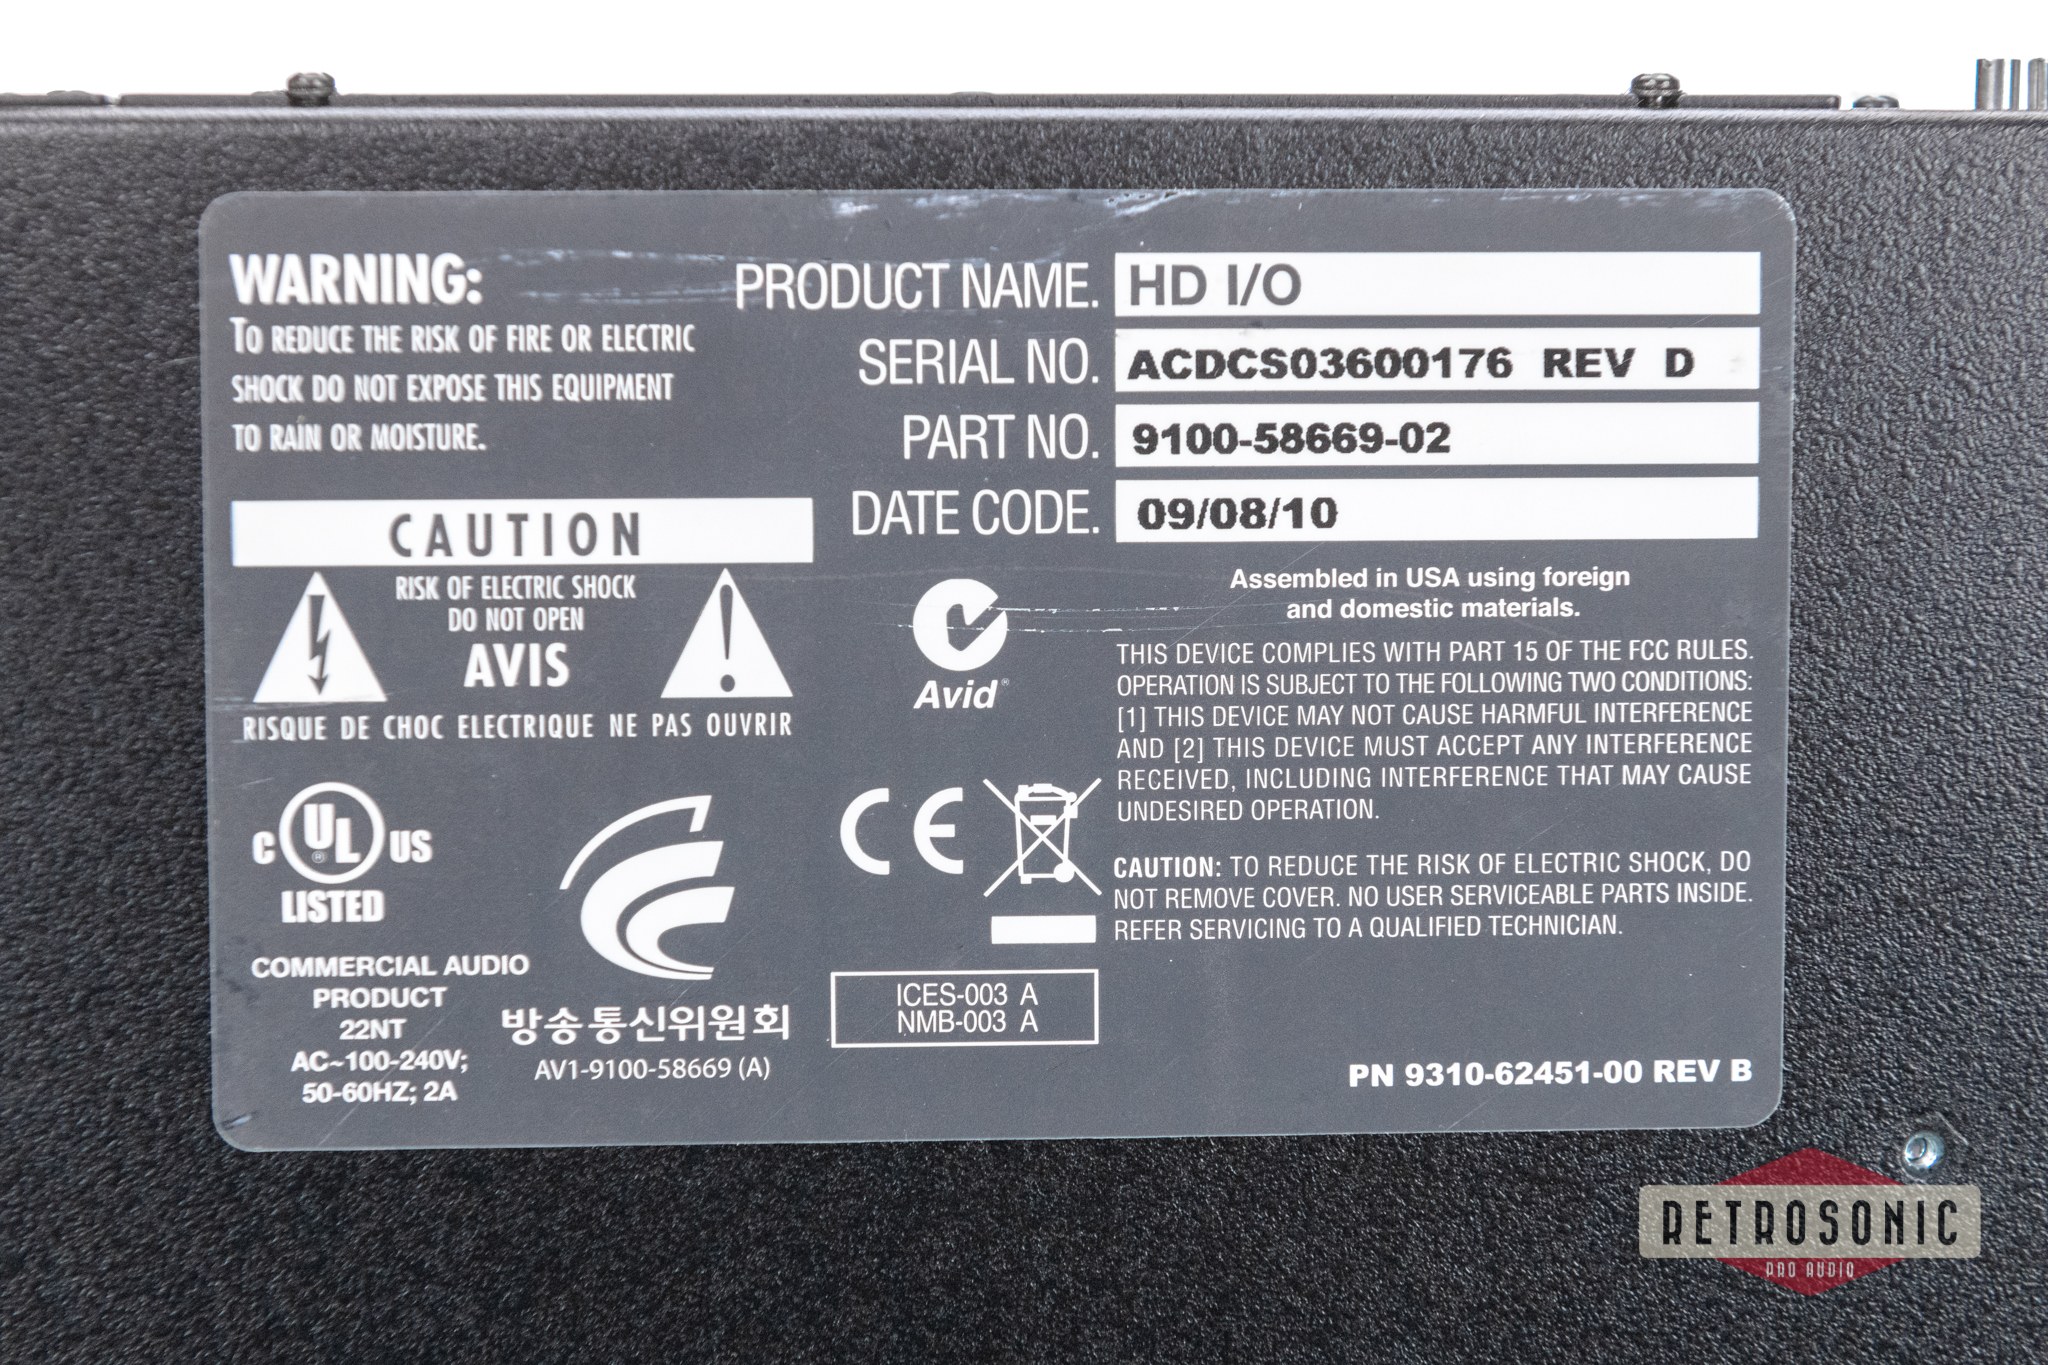 WARNING:
TO REDUCE THE RISK OF FIRE OR ELECTRIC
SHOCK DO NOT EXPOSE THIS EQUIPMENT
TO RAIN OR MOISTURE.
CAUTION
RISK OF ELECTRIC SHOCK
DO NOT OPEN
AVIS
RISQUE DE CHOC ELECTRIQUE NE PAS OUVRIR
C UL ® US
LISTED
COMMERCIAL AUDIO
PRODUCT
22NT
AC~100-240V;
50-60HZ; 2A
방송통신위원회
AV1-9100-58669 (A)
PRODUCT NAME. HD I/O
SERIAL NO. ACDCS03600176 REV D
PART NO. 9100-58669-02
DATE CODE. 09/08/10
Avid®
CE
ICES-003 A
NMB-003 A
Assembled in USA using foreign
and domestic materials.
THIS DEVICE COMPLIES WITH PART 15 OF THE FCC RULES.
OPERATION IS SUBJECT TO THE FOLLOWING TWO CONDITIONS:
[1] THIS DEVICE MAY NOT CAUSE HARMFUL INTERFERENCE
AND [2] THIS DEVICE MUST ACCEPT ANY INTERFERENCE
RECEIVED, INCLUDING INTERFERENCE THAT MAY CAUSE
UNDESIRED OPERATION.
CAUTION: TO REDUCE THE RISK OF ELECTRIC SHOCK, DO
NOT REMOVE COVER. NO USER SERVICEABLE PARTS INSIDE.
REFER SERVICING TO A QUALIFIED TECHNICIAN.
PN 9310-62451-00 REV B
RETROSONIC
PRO AUDIO